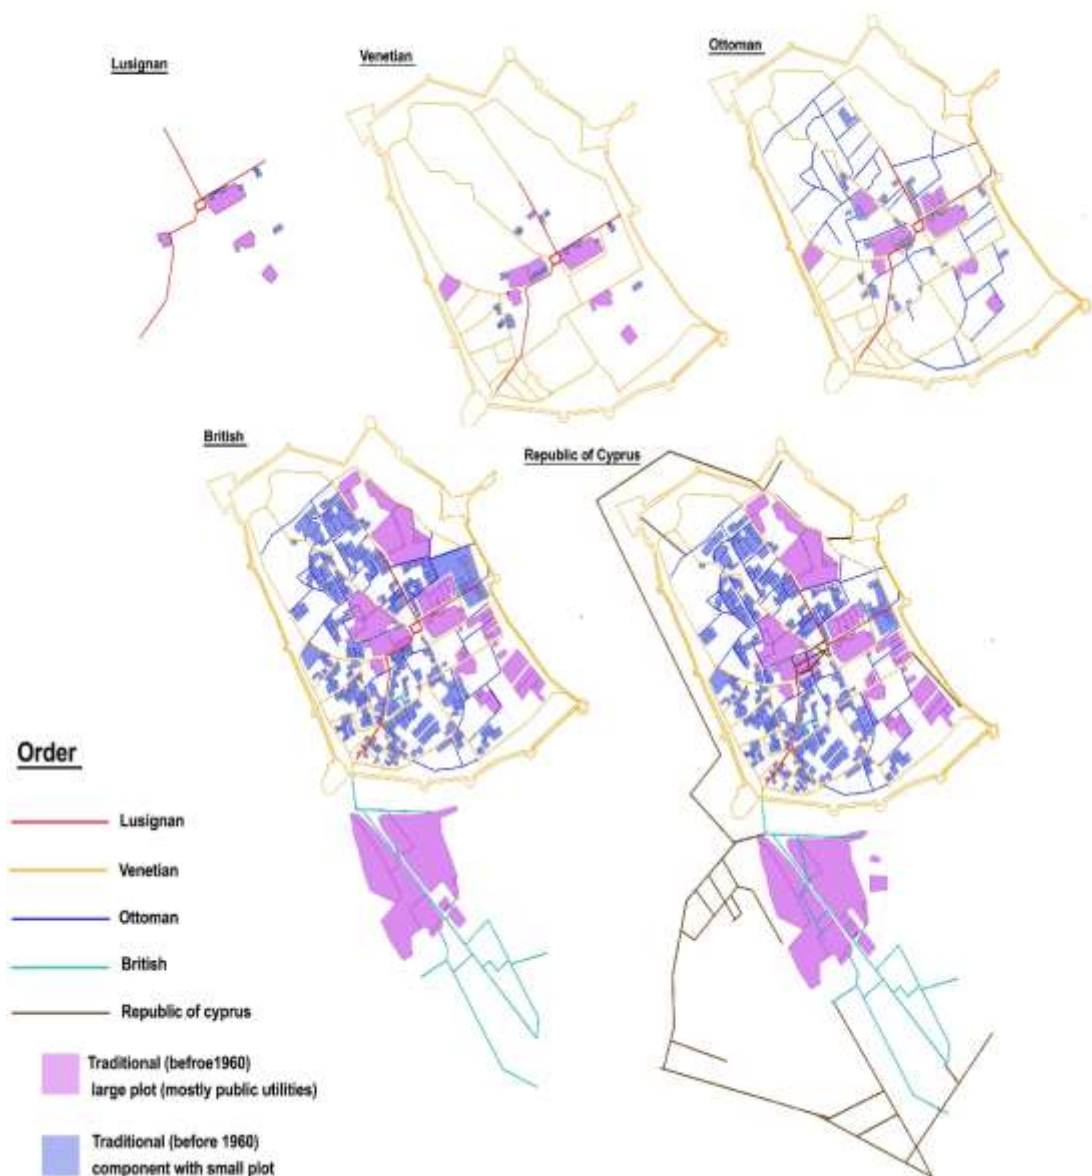 Lusignan
Venetian
Ottoman
British
Republic of Cyprus
Order
Lusignan
Venetian
Ottoman
British
Republic of cyprus
Traditional (befroe1960)
large plot (mostly public utilities)
Traditional (before 1960)
component with small plot